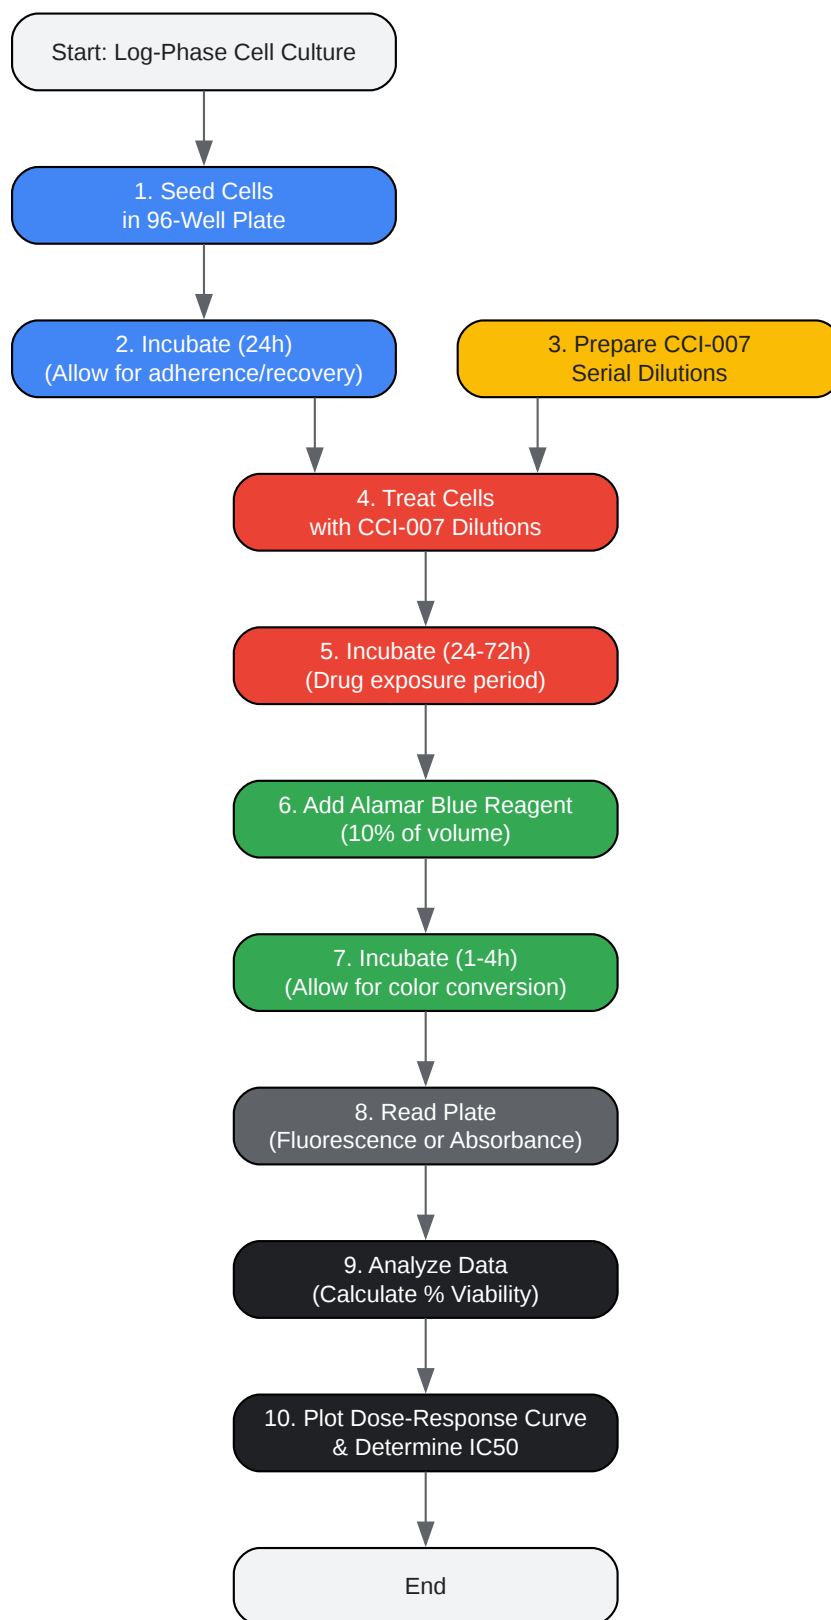 Start: Log-Phase Cell Culture
1. Seed Cells
in 96-Well Plate
2. Incubate (24h)
(Allow for adherence/recovery)
3. Prepare CCI-007
Serial Dilutions
4. Treat Cells
with CCI-007 Dilutions
5. Incubate (24-72h)
(Drug exposure period)
6. Add Alamar Blue Reagent
(10% of volume)
7. Incubate (1-4h)
(Allow for color conversion)
8. Read Plate
(Fluorescence or Absorbance)
9. Analyze Data
(Calculate % Viability)
10. Plot Dose-Response Curve
& Determine IC50
End